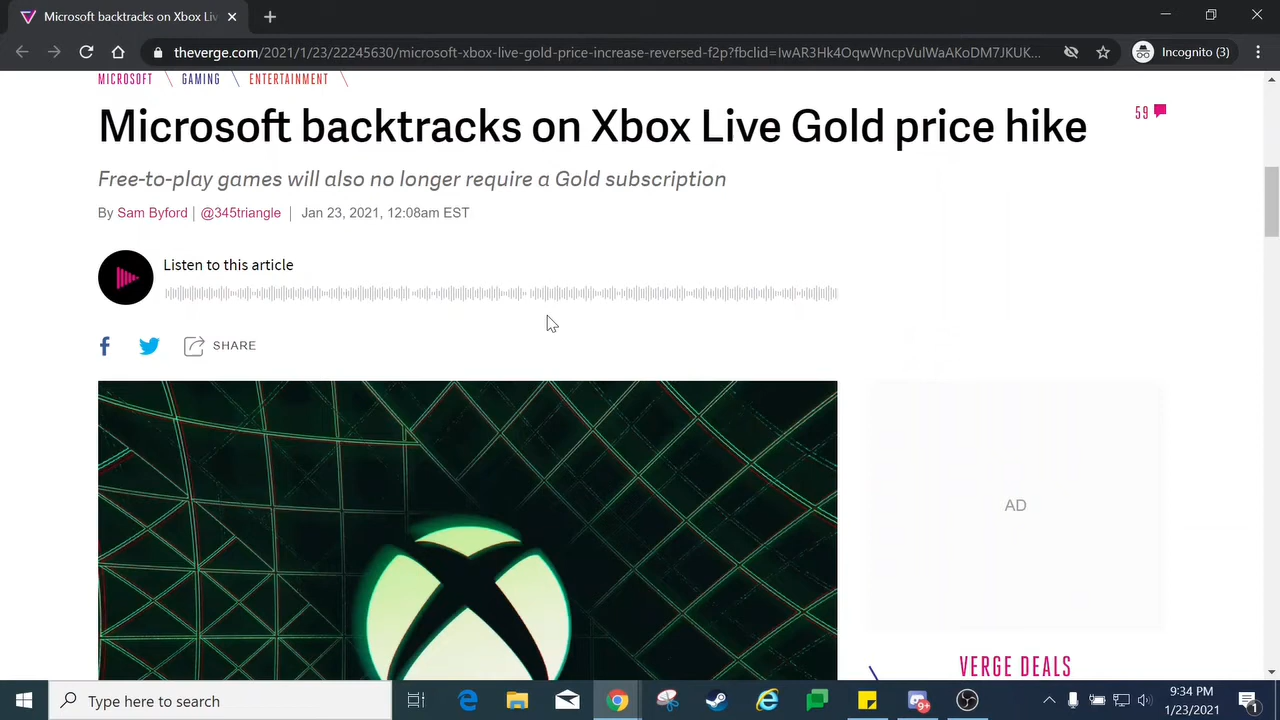 Microsoft backtracks on Xbox Liv
theverge.com/2021/1/23/22245630/microsoft-xbox-live-gold-price-increase-reversed-f2p?fbclid=IwAR3Hk4OqwWncpVulWaAKoDM7JKUK...
Incognito (3)
MICROSOFT GAMING ENTERTAINMENT
Microsoft backtracks on Xbox Live Gold price hike
59
Free-to-play games will also no longer require a Gold subscription
By Sam Byford | @345triangle | Jan 23, 2021, 12:08am EST
Listen to this article
SHARE
AD
VERGE DEALS
Type here to search
9+
9:34 PM
1/23/2021
1